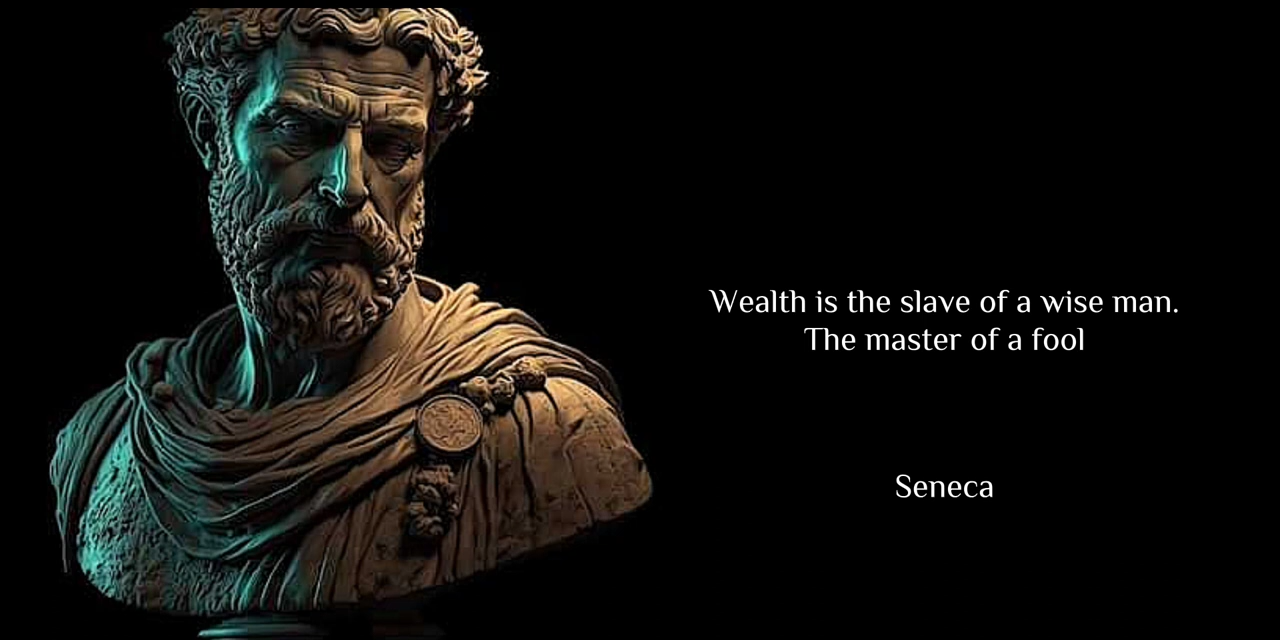 Wealth is the slave of a wise man.
The master of a fool
Seneca